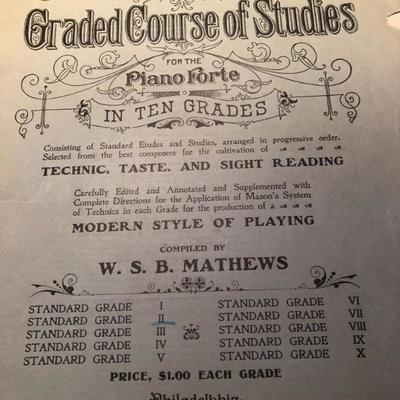 Graded Course of Studies
FOR THE
Piano Forte
IN TEN GRADES
Consisting of Standard Etudes and Studies, arranged in progressive order.
Selected from the best composers for the cultivation of
TECHNIC, TASTE, AND SIGHT READING
Carefully Edited and Annotated and Supplemented with
Complete Directions for the Application of Mason's System
of Technics in each Grade for the production of a
MODERN STYLE OF PLAYING
COMPILED BY
W. S. B. MATHEWS
STANDARD GRADE I
STANDARD GRADE II
STANDARD GRADE III
STANDARD GRADE IV
STANDARD GRADE V
STANDARD GRADE VI
STANDARD GRADE VII
STANDARD GRADE VIII
STANDARD GRADE IX
STANDARD GRADE X
PRICE, $1.00 EACH GRADE
Philadelphia